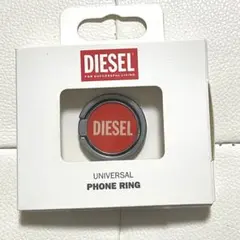 DIESEL
FOR SUCCESSFUL LIVING
DIESEL
UNIVERSAL
PHONE RING